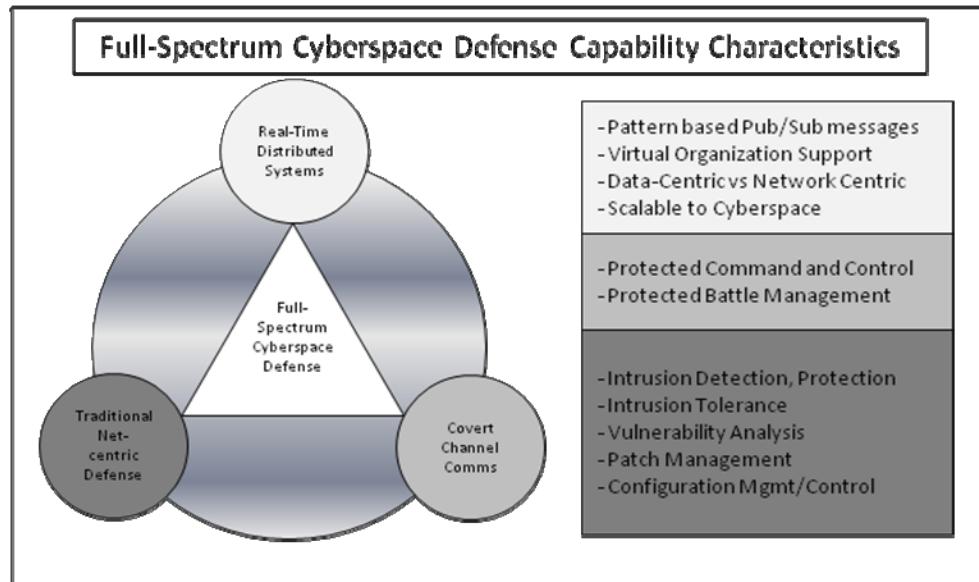 Full-Spectrum Cyberspace Defense Capability Characteristics
Real-Time
Distributed
Systems
Full-
Spectrum
Cyberspace
Defense
Traditional
Net-
centric
Defense
Covert
Channel
Comms
-Pattern based Pub/Sub messages
-Virtual Organization Support
-Data-Centric vs Network Centric
-Scalable to Cyberspace
-Protected Command and Control
-Protected Battle Management
-Intrusion Detection, Protection
-Intrusion Tolerance
-Vulnerability Analysis
-Patch Management
-Configuration Mgmt/Control